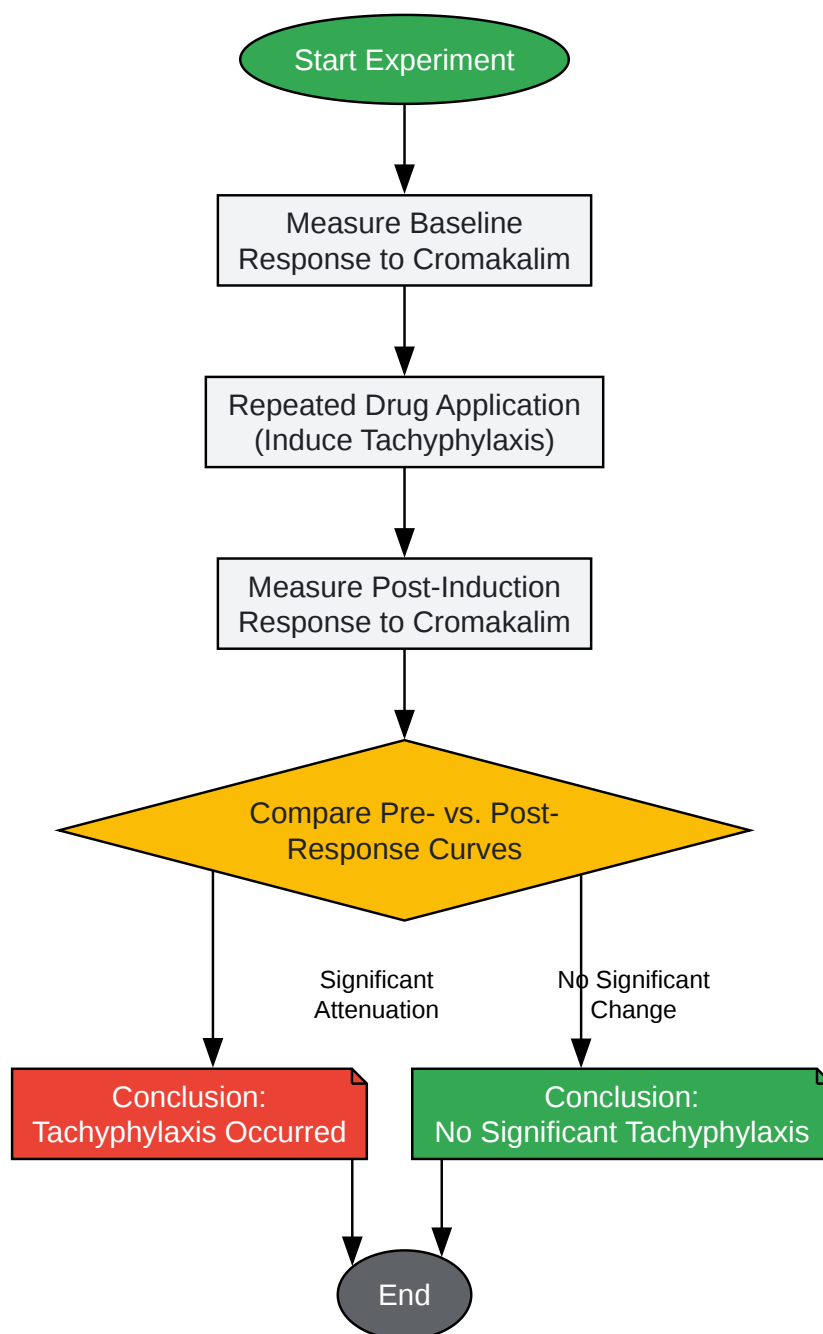 Start Experiment
Measure Baseline
Response to Cromakalim
Repeated Drug Application
(Induce Tachyphylaxis)
Measure Post-Induction
Response to Cromakalim
Compare Pre- vs. Post-
Response Curves
Significant
Attenuation
No Significant
Change
Conclusion:
Tachyphylaxis Occurred
Conclusion:
No Significant Tachyphylaxis
End